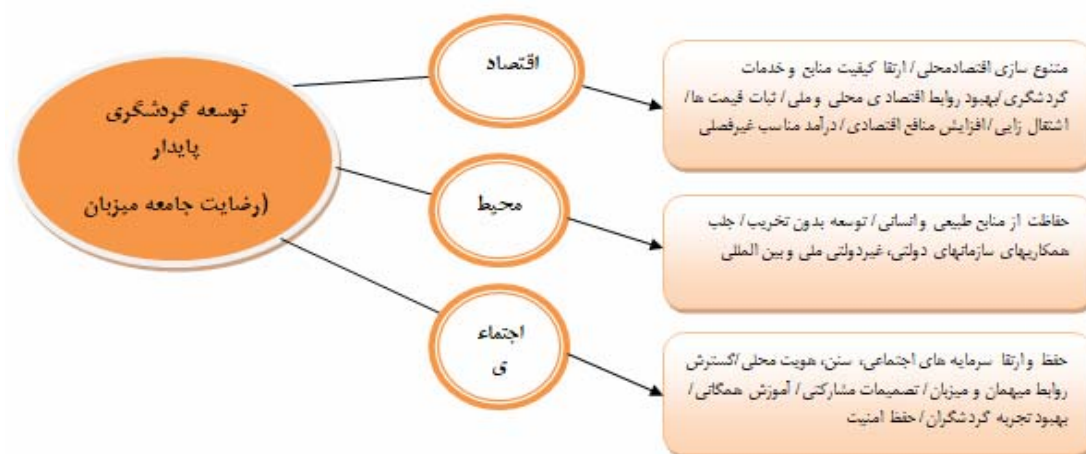 توسعه گردشگری
پایدار
(رضایت جامعه میزبان
اقتصاد
متنوع سازی اقتصادمحلی/ ارتقا کیفیت منابع و خدمات
گردشگری/بهبود روابط اقتصاد ی محلی و ملی/ ثبات قیمت ها/
اشتغال زایی/ افزایش منافع اقتصادی/ درآمد مناسب غیرفصلی
محیط
حفاظت از منابع طبیعی و انسانی/ توسعه بدون تخریب/ جلب
همکاریهای سازمانهای دولتی، غیردولتی ملی و بین المللی
اجتماع
ی
حفظ و ارتقا سرمایه های اجتماعی، سنن، هویت محلی/گسترش
روابط میهمان و میزبان/ تصمیمات مشارکتی/ آموزش همگانی/
بهبود تجربه گردشگران/ حفظ امنیت